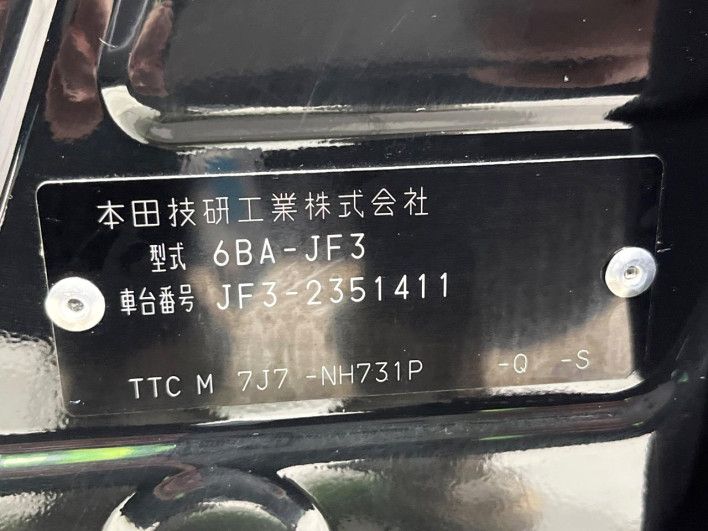 本田技研工業株式会社
型式 6BA-JF3
車台番号 JF3-2351411
TTC M 7J7 -NH731P -Q -S